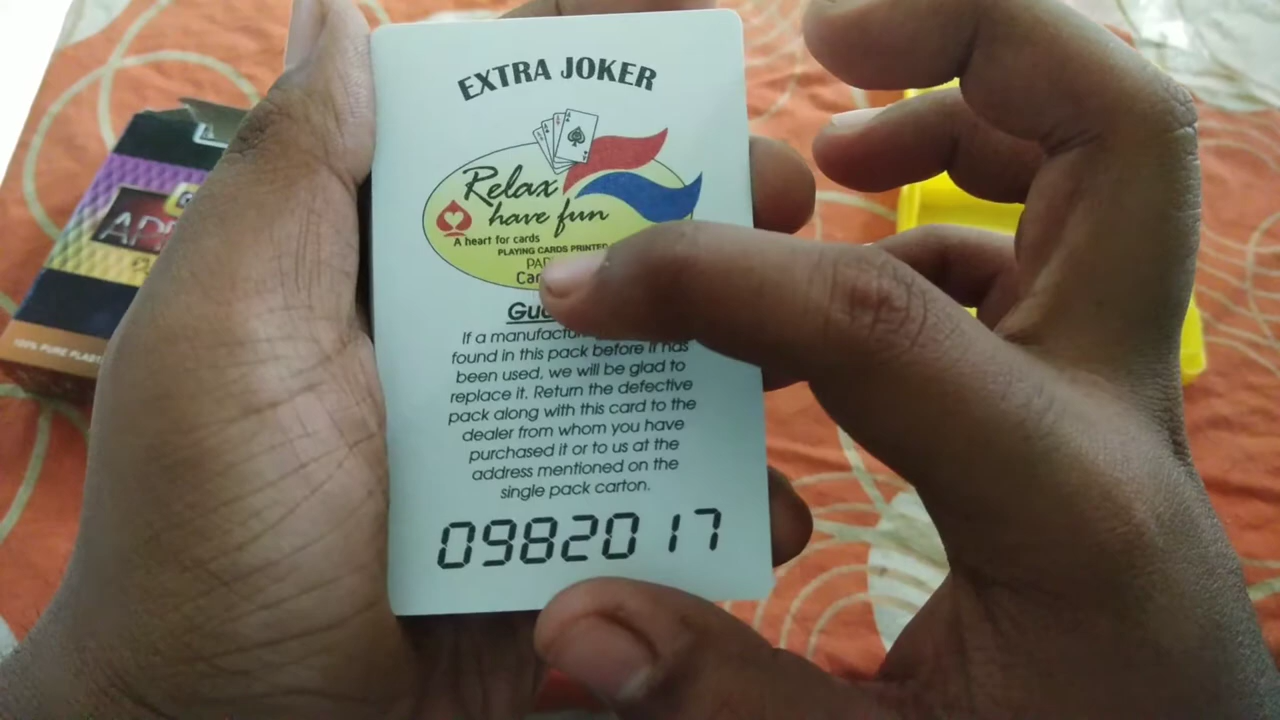 EXTRA JOKER
Relax
have fun
A heart for cards
PLAYING CARDS PRINTED
If a
found in this pack before it has
been used, we will be glad to
replace it. Return the defective
pack along with this card to the
dealer from whom you have
purchased it or to us at the
address mentioned on the
single pack carton.
0982017
100% PURE PLASTIC